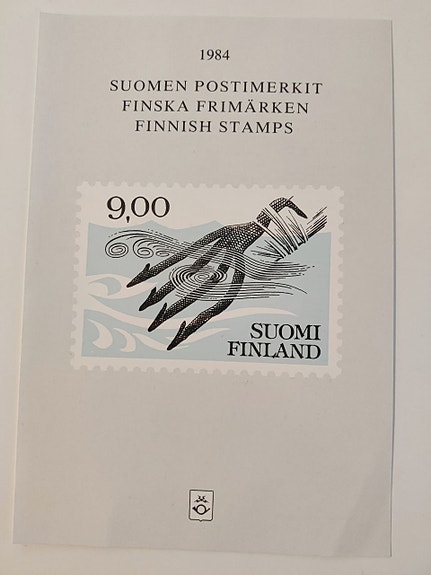 1984
SUOMEN POSTIMERKIT
FINSKA FRIMÄRKEN
FINNISH STAMPS
9,00
SUOMI
FINLAND